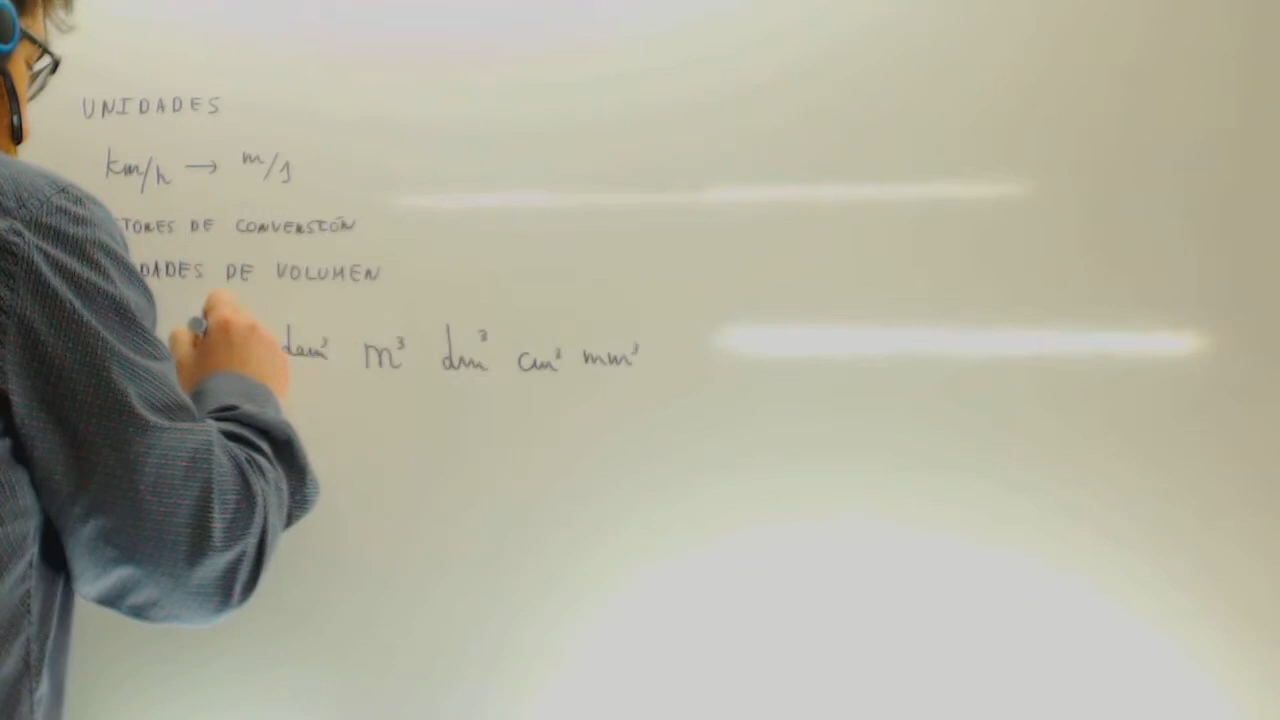 UNIDADES
km/h → m/s
TORES DE CONVERSIÓN
DADES DE VOLUMEN
dam³ m³ dm³ cm³ mm³